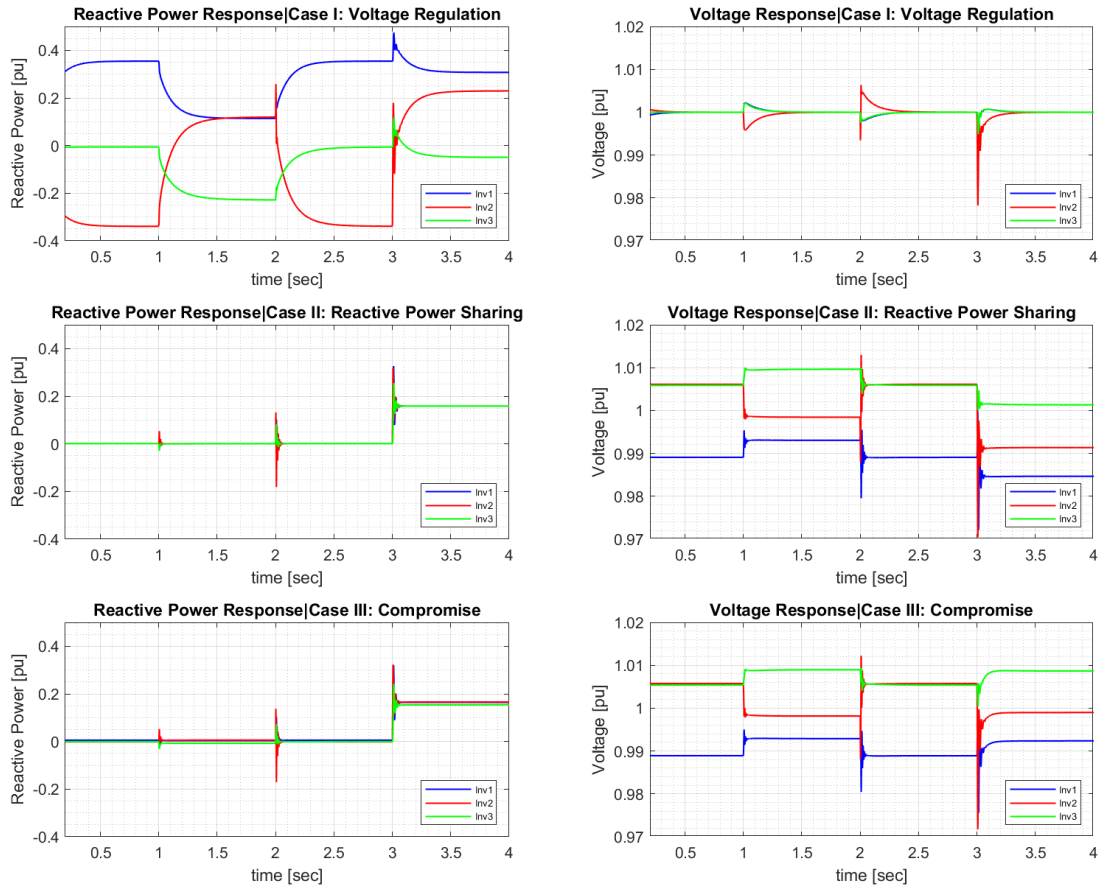 Reactive Power Response|Case I: Voltage Regulation
Reactive Power [pu]
0.4
0.2
0
-0.2
-0.4
0.5 1 1.5 2 2.5 3 3.5 4
time [sec]
Inv1
Inv2
Inv3
Voltage Response|Case I: Voltage Regulation
Voltage [pu]
1.02
1.01
1
0.99
0.98
0.97
0.5 1 1.5 2 2.5 3 3.5 4
time [sec]
Inv1
Inv2
Inv3
Reactive Power Response|Case II: Reactive Power Sharing
Reactive Power [pu]
0.4
0.2
0
-0.2
-0.4
0.5 1 1.5 2 2.5 3 3.5 4
time [sec]
Inv1
Inv2
Inv3
Voltage Response|Case II: Reactive Power Sharing
Voltage [pu]
1.02
1.01
1
0.99
0.98
0.97
0.5 1 1.5 2 2.5 3 3.5 4
time [sec]
Inv1
Inv2
Inv3
Reactive Power Response|Case III: Compromise
Reactive Power [pu]
0.4
0.2
0
-0.2
-0.4
0.5 1 1.5 2 2.5 3 3.5 4
time [sec]
Inv1
Inv2
Inv3
Voltage Response|Case III: Compromise
Voltage [pu]
1.02
1.01
1
0.99
0.98
0.97
0.5 1 1.5 2 2.5 3 3.5 4
time [sec]
Inv1
Inv2
Inv3